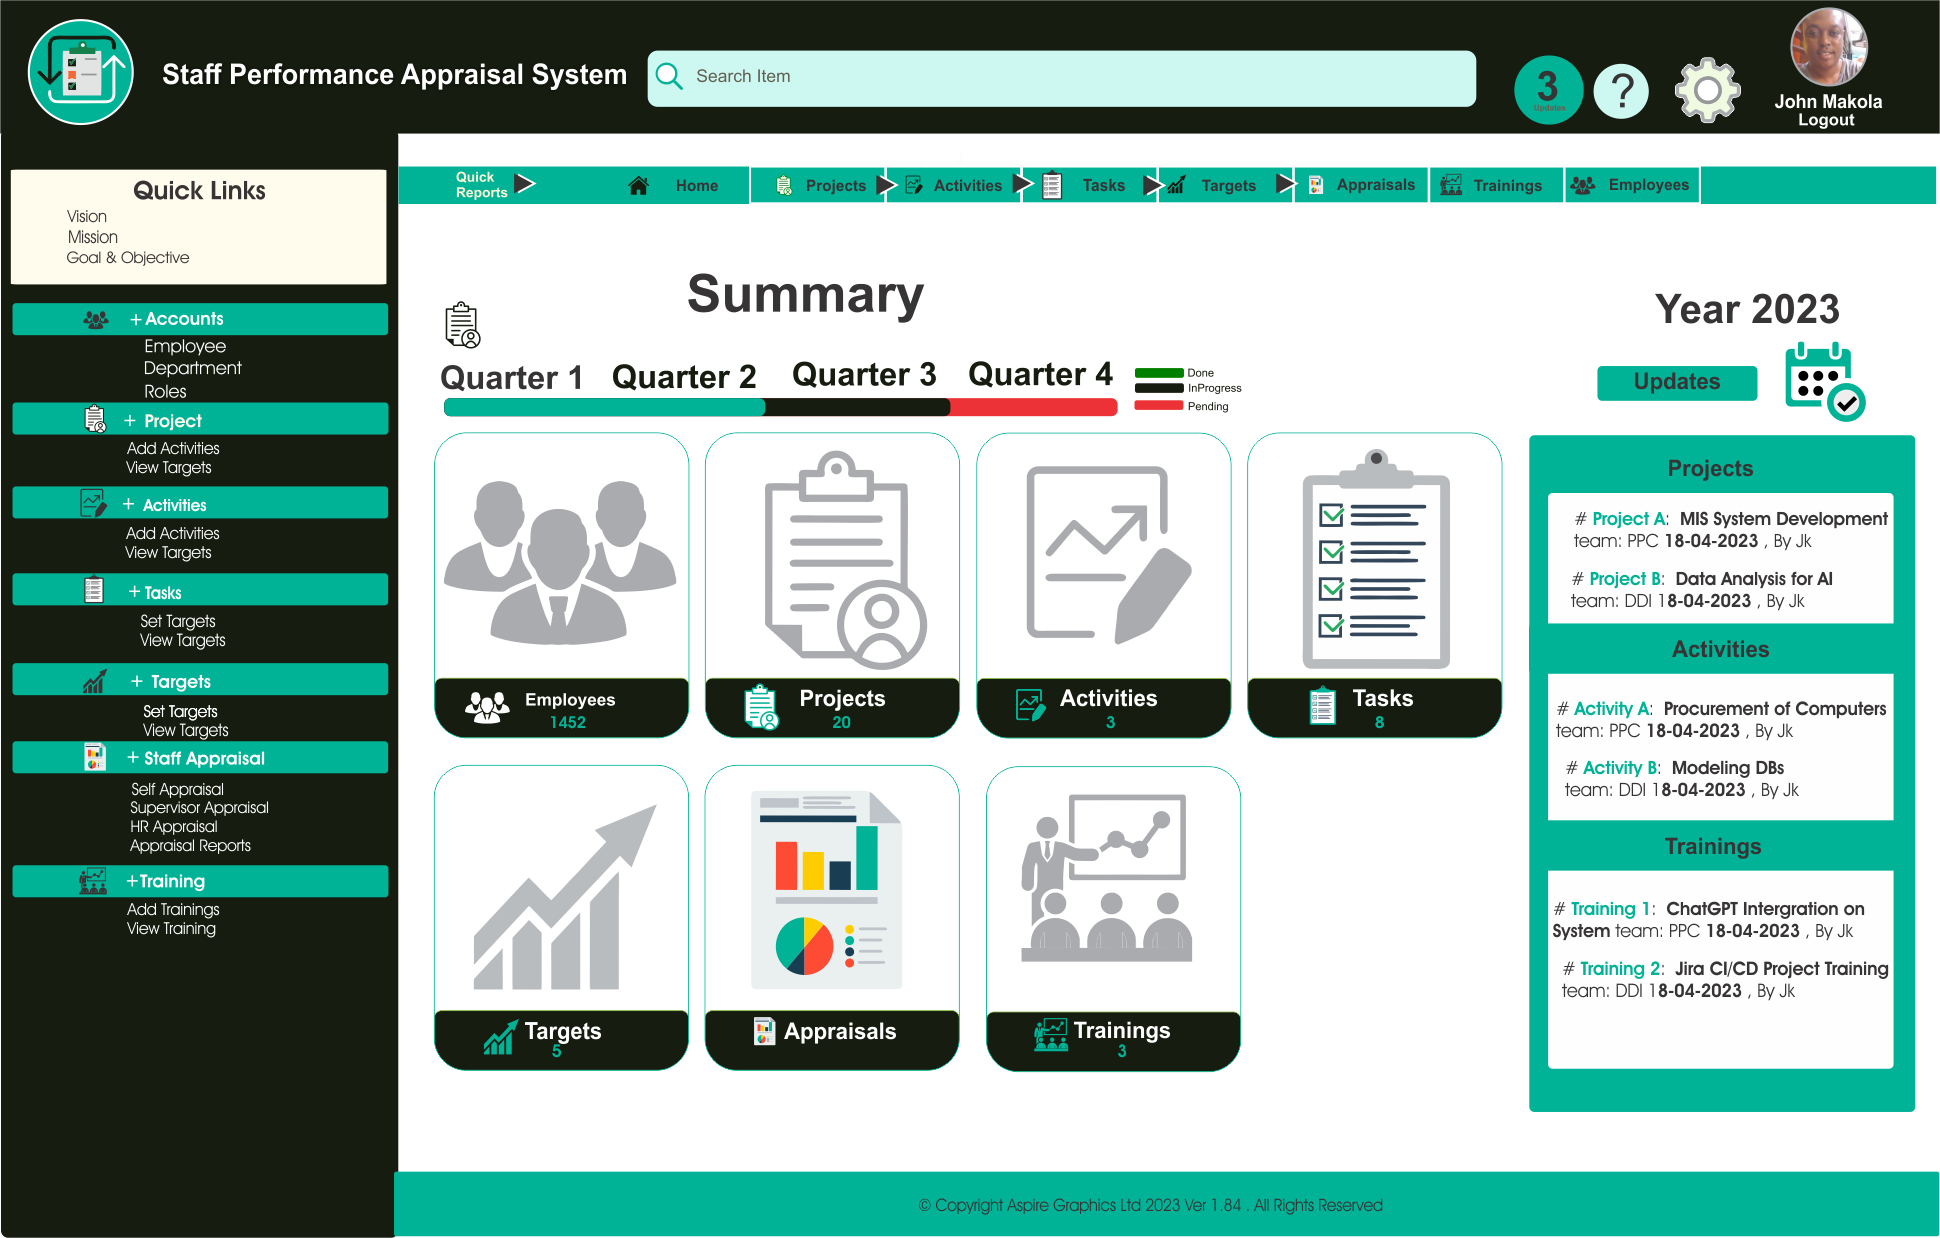 Staff Performance Appraisal System
Search Item
3
Updates
?
John Makola
Logout
Quick Links
Vision
Mission
Goal & Objective
+ Accounts
Employee
Department
Roles
+ Project
Add Activities
View Targets
+ Activities
Add Activities
View Targets
+ Tasks
Set Targets
View Targets
+ Targets
Set Targets
View Targets
+ Staff Appraisal
Self Appraisal
Supervisor Appraisal
HR Appraisal
Appraisal Reports
+Training
Add Trainings
View Training
Quick
Reports
Home
Projects
Activities
Tasks
Targets
Appraisals
Trainings
Employees
Summary
Quarter 1 Quarter 2 Quarter 3 Quarter 4
Done
InProgress
Pending
Employees
1452
Projects
20
Activities
3
Tasks
8
Targets
5
Appraisals
Trainings
3
Year 2023
Updates
Projects
# Project A: MIS System Development
team: PPC 18-04-2023 , By Jk
# Project B: Data Analysis for AI
team: DDI 18-04-2023 , By Jk
Activities
# Activity A: Procurement of Computers
team: PPC 18-04-2023 , By Jk
# Activity B: Modeling DBs
team: DDI 18-04-2023 , By Jk
Trainings
# Training 1: ChatGPT Intergration on
System team: PPC 18-04-2023 , By Jk
# Training 2: Jira CI/CD Project Training
team: DDI 18-04-2023 , By Jk
© Copyright Aspire Graphics Ltd 2023 Ver 1.84 . All Rights Reserved